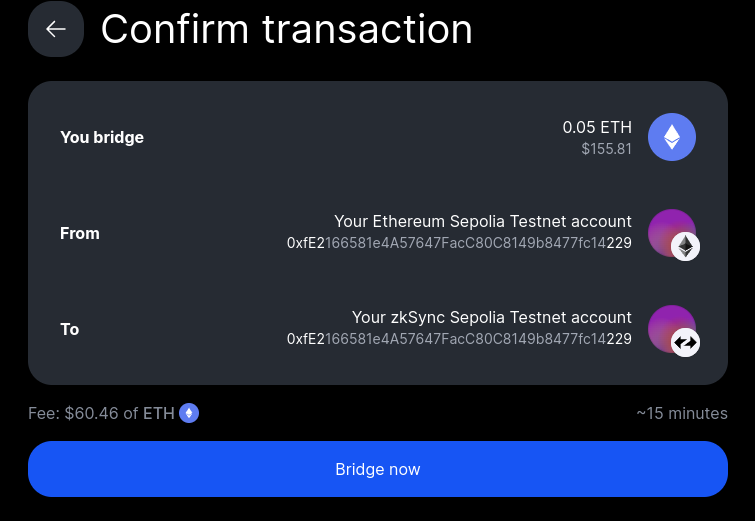 Confirm transaction
You bridge
0.05 ETH
$155.81
From
Your Ethereum Sepolia Testnet account
0xfE2166581e4A57647FacC80C8149b8477fc14229
To
Your zkSync Sepolia Testnet account
0xfE2166581e4A57647FacC80C8149b8477fc14229
Fee: $60.46 of ETH
~15 minutes
Bridge now